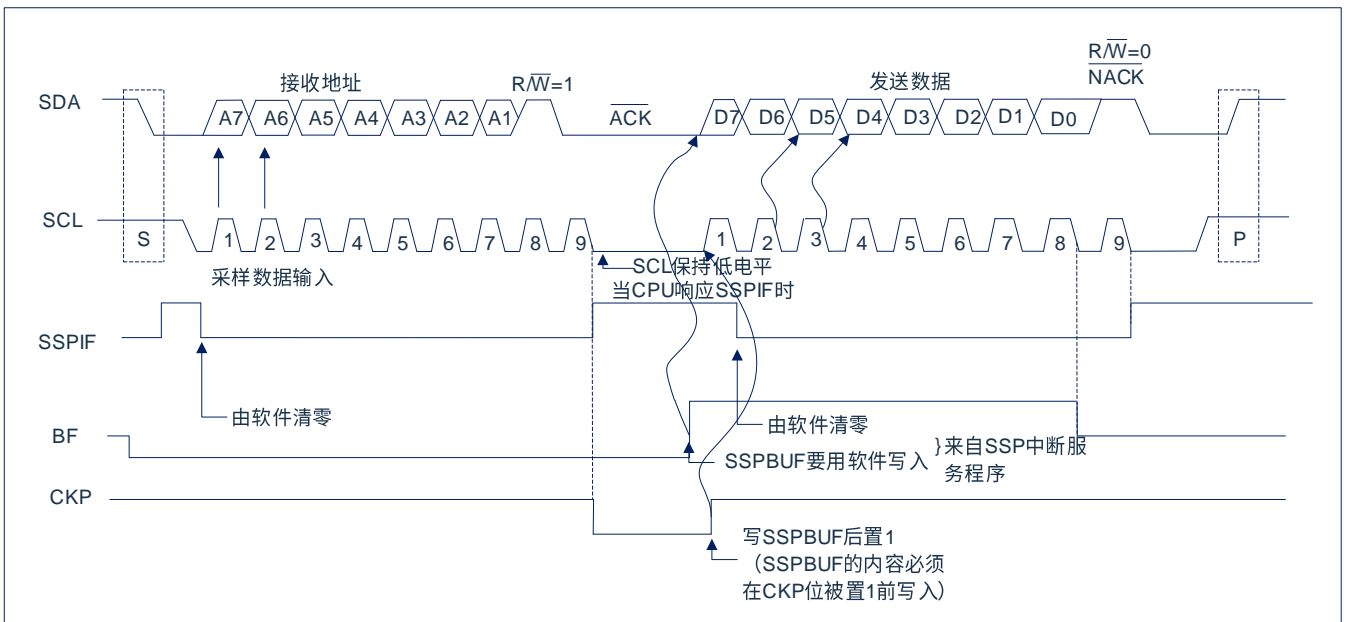 R/W=0
NACK
接收地址
R/W=1
发送数据
SDA
A7 A6 A5 A4 A3 A2 A1
ACK
D7 D6 D5 D4 D3 D2 D1 D0
SCL
S
1 2 3 4 5 6 7 8 9
1 2 3 4 5 6 7 8 9
P
采样数据输入
SCL保持低电平
当CPU响应SSPIF时
SSPIF
由软件清零
由软件清零
BF
SSPBUF要用软件写入
}来自SSP中断服
务程序
CKP
写SSPBUF后置1
（SSPBUF的内容必须
在CKP位被置1前写入）